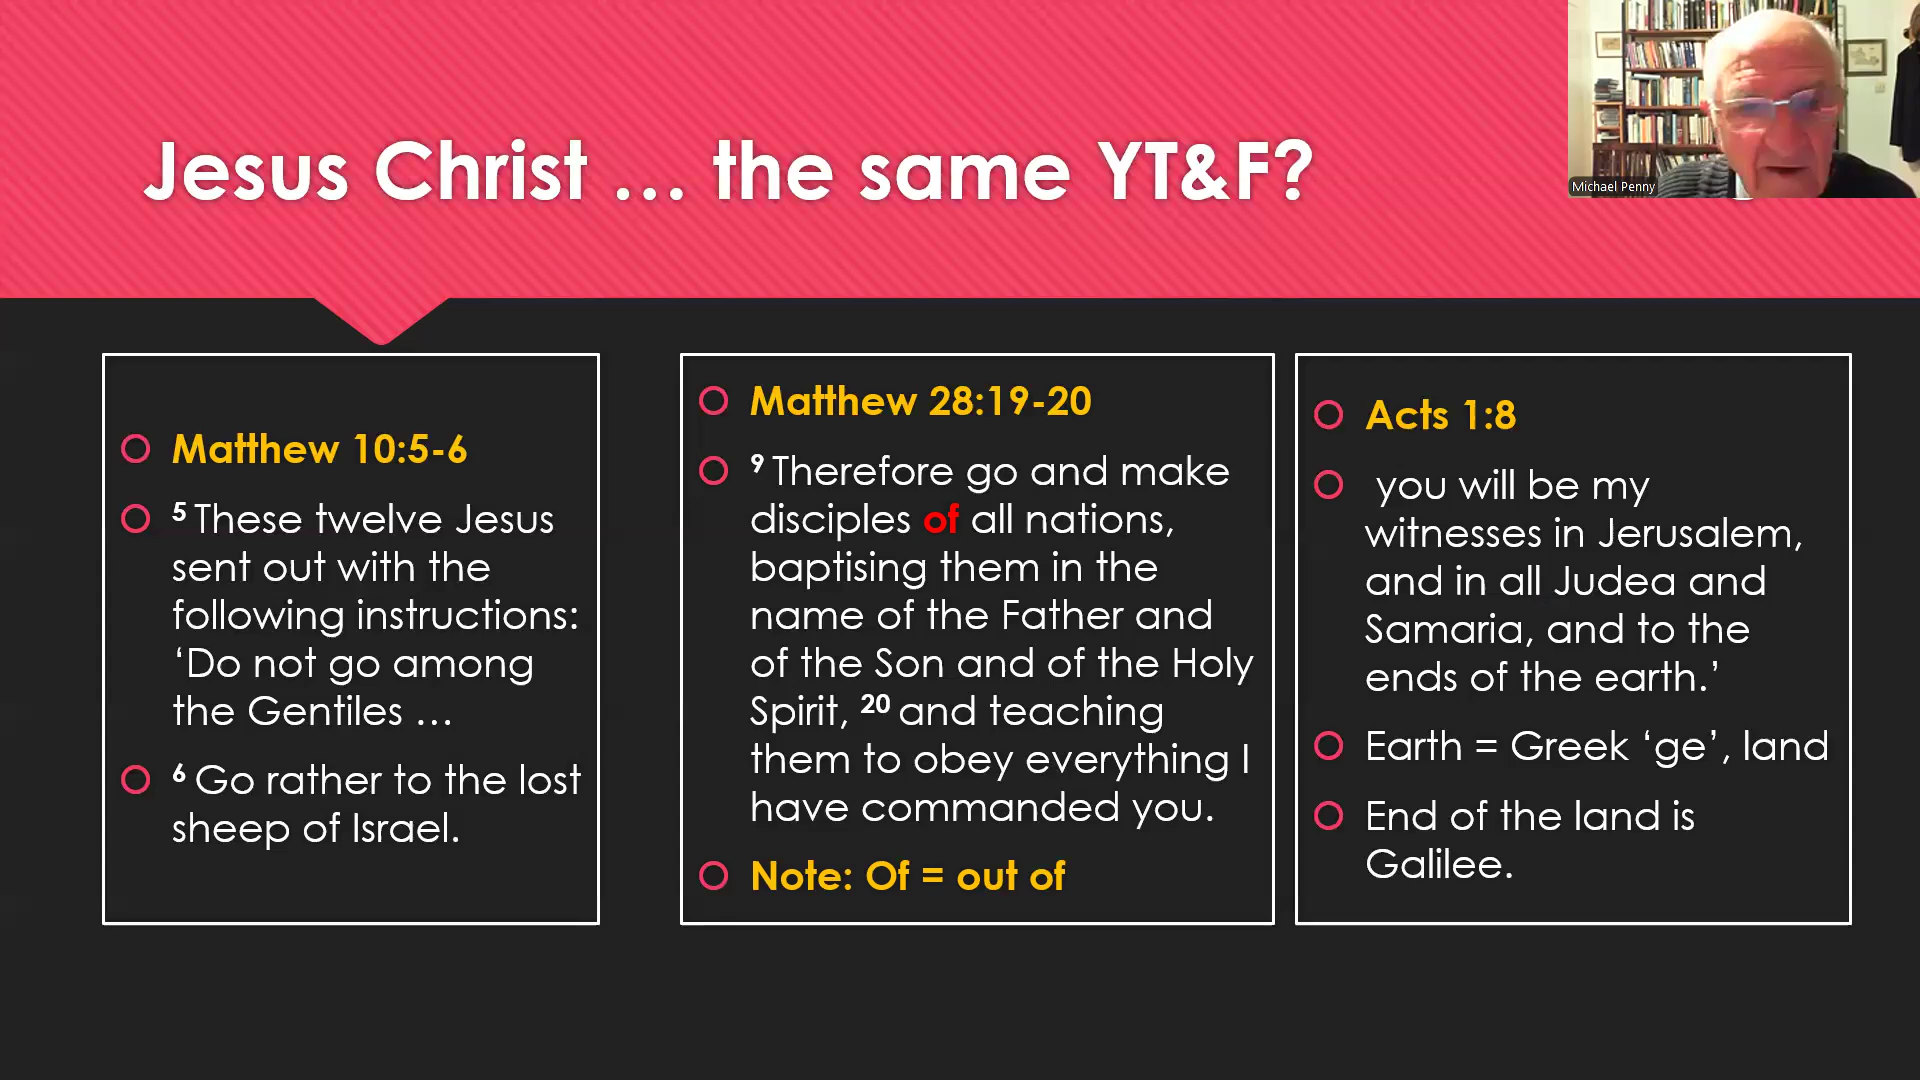 Jesus Christ … the same YT&F?
Michael Penny
Matthew 10:5-6
5 These twelve Jesus
sent out with the
following instructions:
‘Do not go among
the Gentiles …
6 Go rather to the lost
sheep of Israel.
Matthew 28:19-20
9 Therefore go and make
disciples of all nations,
baptising them in the
name of the Father and
of the Son and of the Holy
Spirit, 20 and teaching
them to obey everything I
have commanded you.
Note: Of = out of
Acts 1:8
you will be my
witnesses in Jerusalem,
and in all Judea and
Samaria, and to the
ends of the earth.’
Earth = Greek ‘ge’, land
End of the land is
Galilee.